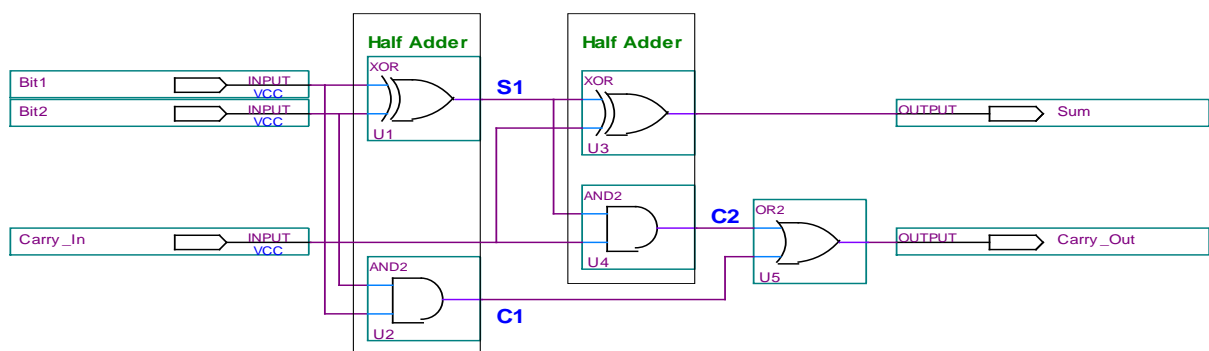 Half Adder
Half Adder
XOR
XOR
Bit1
INPUT
VCC
S1
Bit2
INPUT
VCC
OUTPUT
Sum
U1
U3
AND2
C2
OR2
Carry_In
INPUT
VCC
OUTPUT
Carry_Out
U4
AND2
U5
C1
U2